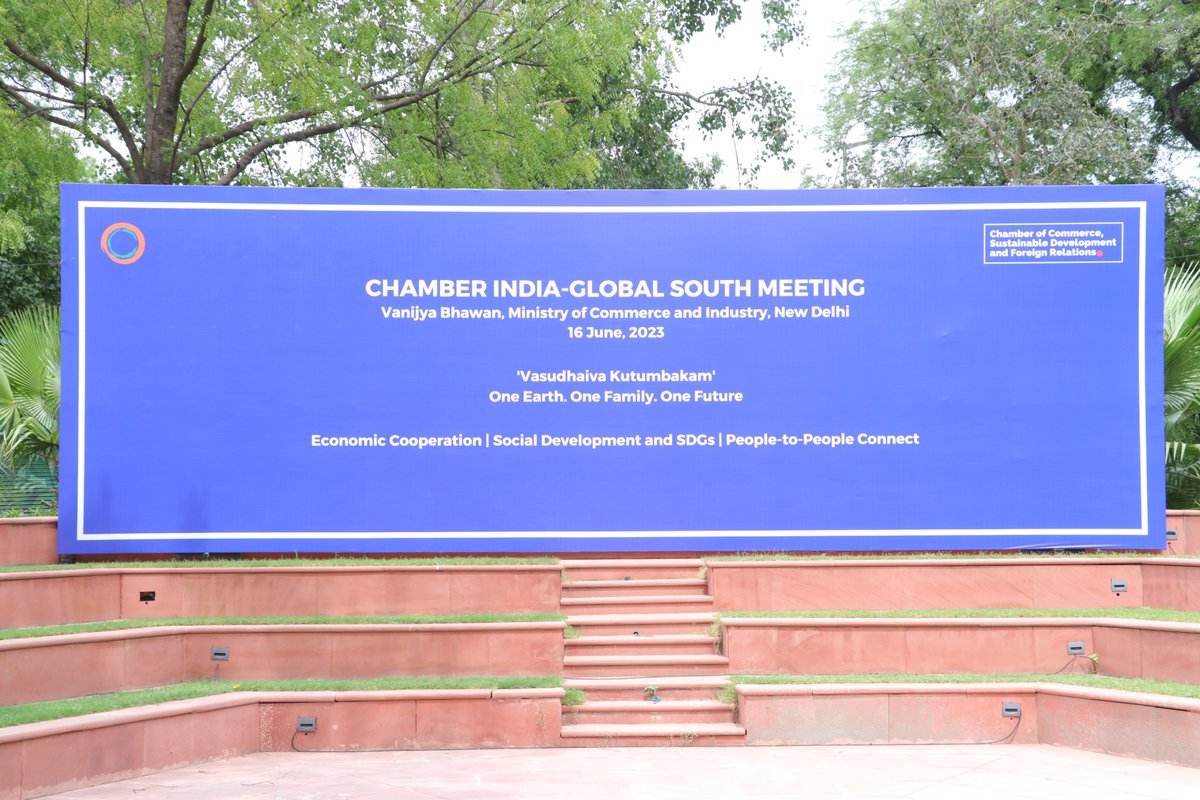 Chamber of Commerce,
Sustainable Development
and Foreign Relations
CHAMBER INDIA-GLOBAL SOUTH MEETING
Vanijya Bhawan, Ministry of Commerce and Industry, New Delhi
16 June, 2023
'Vasudhaiva Kutumbakam'
One Earth. One Family. One Future
Economic Cooperation | Social Development and SDGs | People-to-People Connect